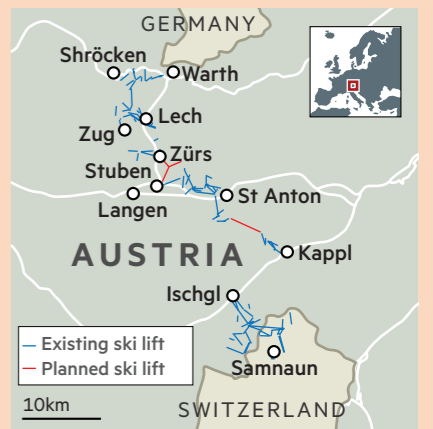 GERMANY
Shröcken
Warth
Lech
Zug
Zürs
Stuben
Langen
St Anton
AUSTRIA
Kappl
Ischgl
Existing ski lift
Planned ski lift
Samnaun
10km
SWITZERLAND